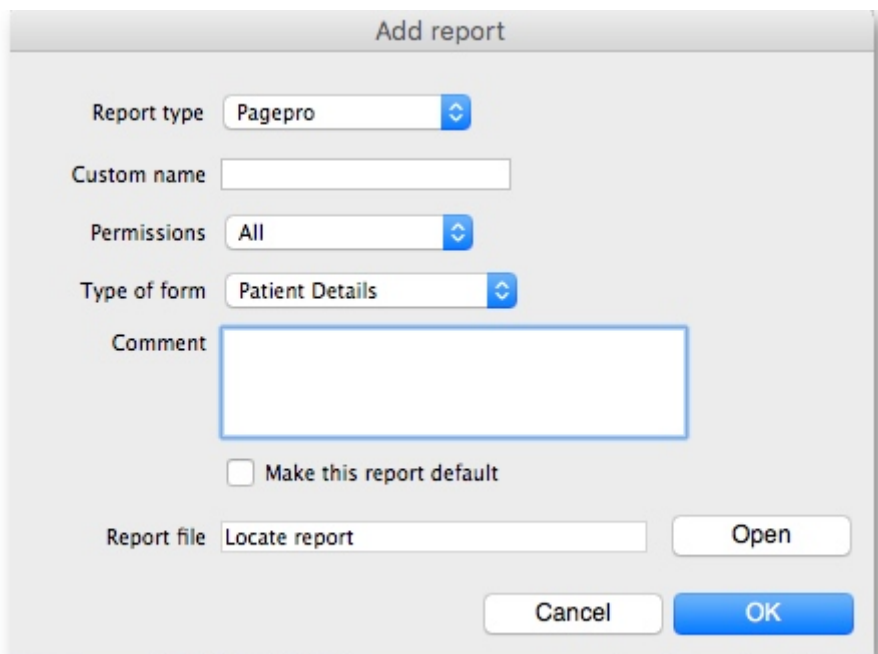 Add report
Report type Pagepro
Custom name
Permissions All
Type of form Patient Details
Comment
Make this report default
Report file Locate report Open
Cancel OK